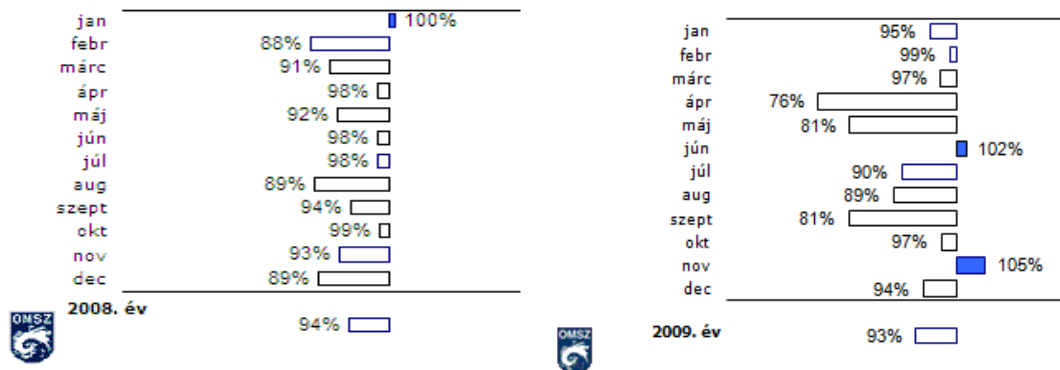 jan 100%
febr 88%
márc 91%
ápr 98%
máj 92%
jún 98%
júl 98%
aug 89%
szept 94%
okt 99%
nov 93%
dec 89%
2008. év
94%
OMSZ
jan 95%
febr 99%
márc 97%
ápr 76%
máj 81%
jún 102%
júl 90%
aug 89%
szept 81%
okt 97%
nov 105%
dec 94%
2009. év 93%
OMSZ